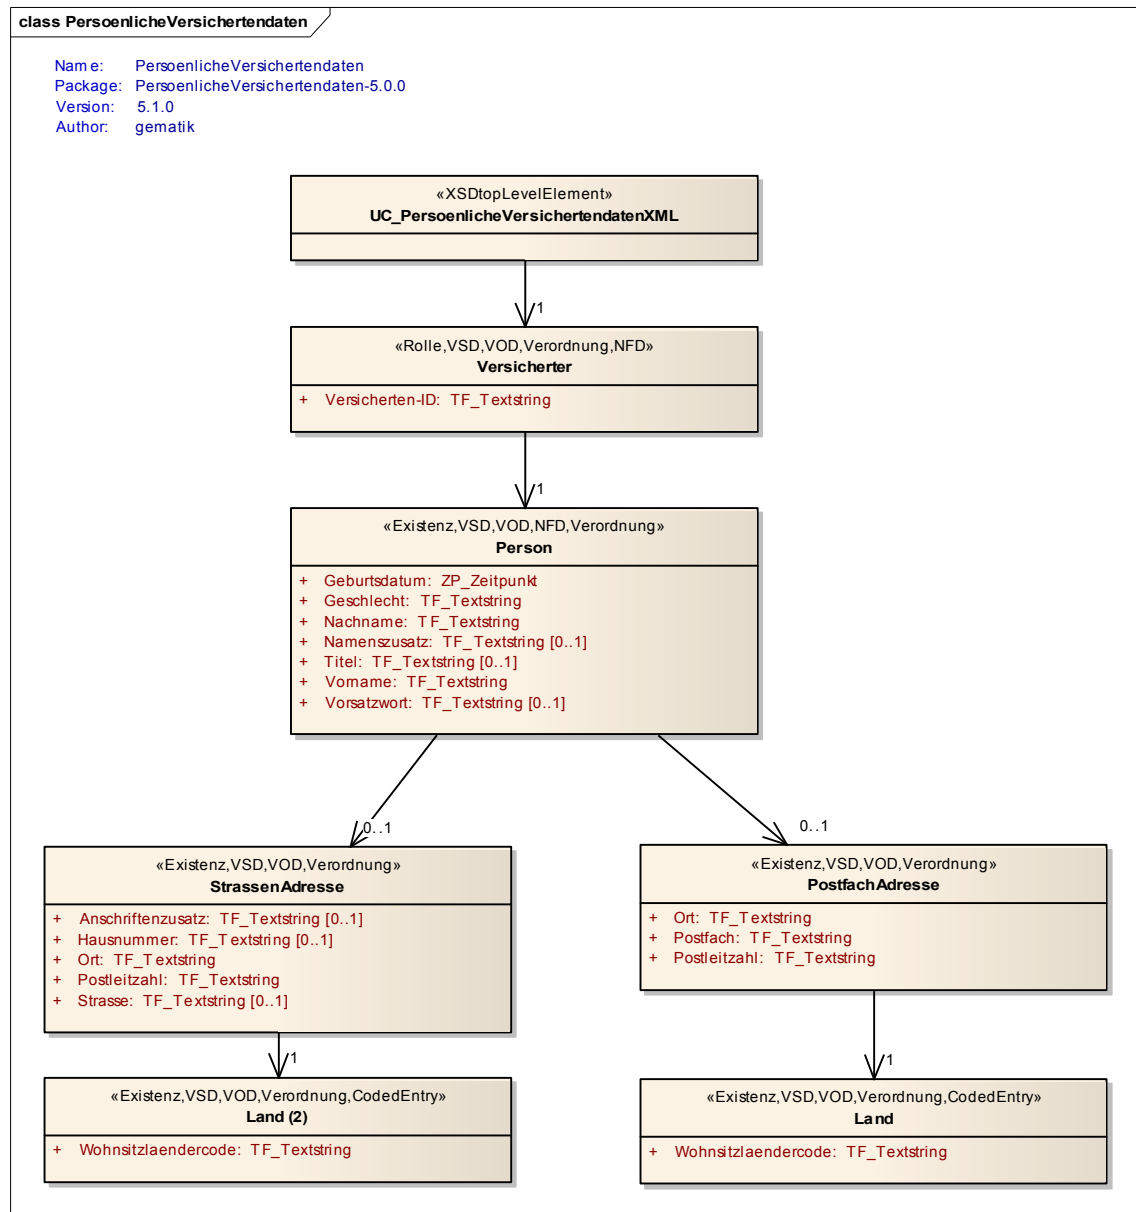 class PersoenlicheVersichertendaten
Name: PersoenlicheVersichertendaten
Package: PersoenlicheVersichertendaten-5.0.0
Version: 5.1.0
Author: gematik
«XSDtopLevelElement»
UC_PersoenlicheVersichertendatenXML
1
«Rolle,VSD,VOD,Verordnung,NFD»
Versicherter
+ Versicherten-ID: TF_Textstring
1
«Existenz,VSD,VOD,NFD,Verordnung»
Person
+ Geburtsdatum: ZP_Zeitpunkt
+ Geschlecht: TF_Textstring
+ Nachname: TF_Textstring
+ Namenszusatz: TF_Textstring [0..1]
+ Titel: TF_Textstring [0..1]
+ Vorname: TF_Textstring
+ Vorsatzwort: TF_Textstring [0..1]
0..1
0..1
«Existenz,VSD,VOD,Verordnung»
StrassenAdresse
+ Anschriftenzusatz: TF_Textstring [0..1]
+ Hausnummer: TF_Textstring [0..1]
+ Ort: TF_Textstring
+ Postleitzahl: TF_Textstring
+ Strasse: TF_Textstring [0..1]
«Existenz,VSD,VOD,Verordnung»
PostfachAdresse
+ Ort: TF_Textstring
+ Postfach: TF_Textstring
+ Postleitzahl: TF_Textstring
1
1
«Existenz,VSD,VOD,Verordnung,CodedEntry»
Land (2)
+ Wohnsitzlaendercode: TF_Textstring
«Existenz,VSD,VOD,Verordnung,CodedEntry»
Land
+ Wohnsitzlaendercode: TF_Textstring